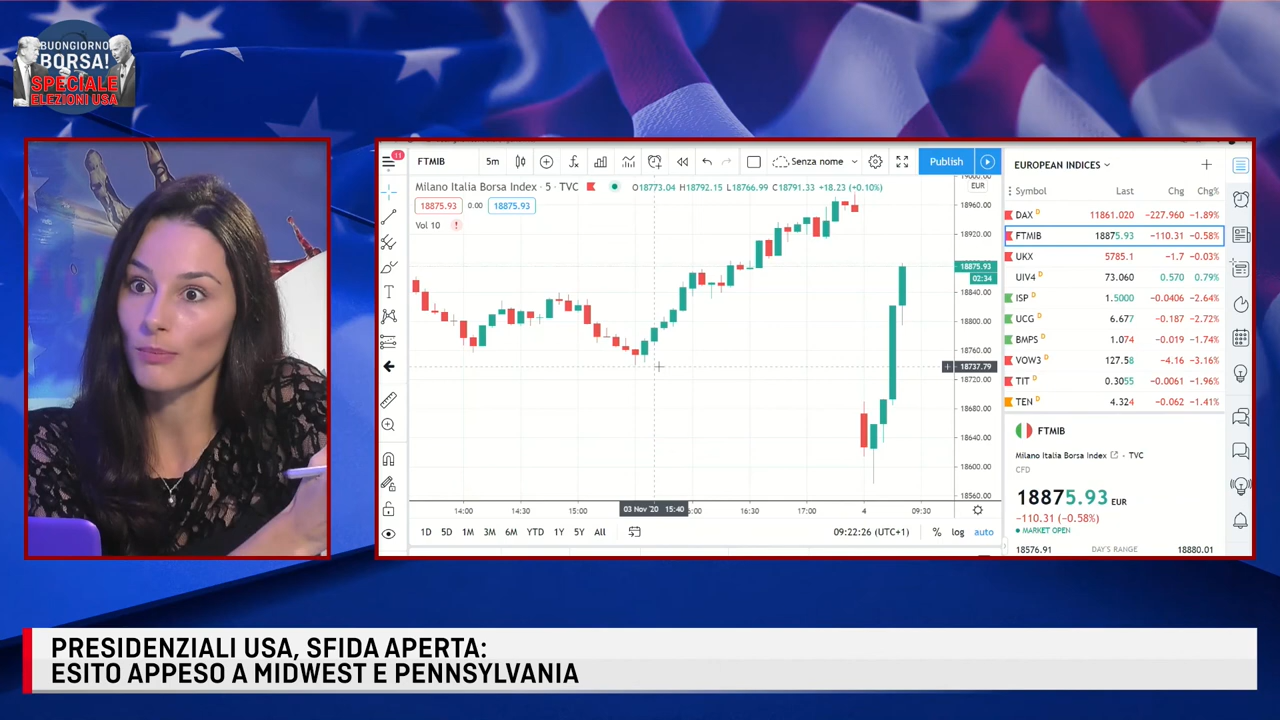 BUONGIORNO
BORSA!
SPECIALE
ELEZIONI USA
11
FTMIB
5m
Senza nome
Publish
Milano Italia Borsa Index · 5 · TVC
O18773.04 H18792.15 L18766.99 C18791.33 +18.23 (+0.10%)
18875.93 0.00 18875.93
Vol 10
EUR
18960.00
18920.00
18875.93
02:34
18840.00
18800.00
18760.00
18737.79
18720.00
18680.00
18640.00
18600.00
18560.00
14:00 14:30 15:00 03 Nov '20 15:40 16:30 17:00 4 09:30
1D 5D 1M 3M 6M YTD 1Y 5Y All
09:22:26 (UTC+1) % log auto
EUROPEAN INDICES
Symbol Last Chg Chg%
DAX D 11861.020 -227.960 -1.89%
FTMIB 18875.93 -110.31 -0.58%
UKX 5785.1 -1.7 -0.03%
UIV4 D 73.060 0.570 0.79%
ISP D 1.5000 -0.0406 -2.64%
UCG D 6.677 -0.187 -2.72%
BMPS D 1.074 -0.019 -1.74%
VOW3 D 127.58 -4.16 -3.16%
TIT D 0.3055 -0.0061 -1.96%
TEN D 4.324 -0.062 -1.41%
FTMIB
Milano Italia Borsa Index · TVC
CFD
18875.93 EUR
-110.31 (-0.58%)
MARKET OPEN
18576.91 DAY'S RANGE 18880.01
PRESIDENZIALI USA, SFIDA APERTA:
ESITO APPESO A MIDWEST E PENNSYLVANIA